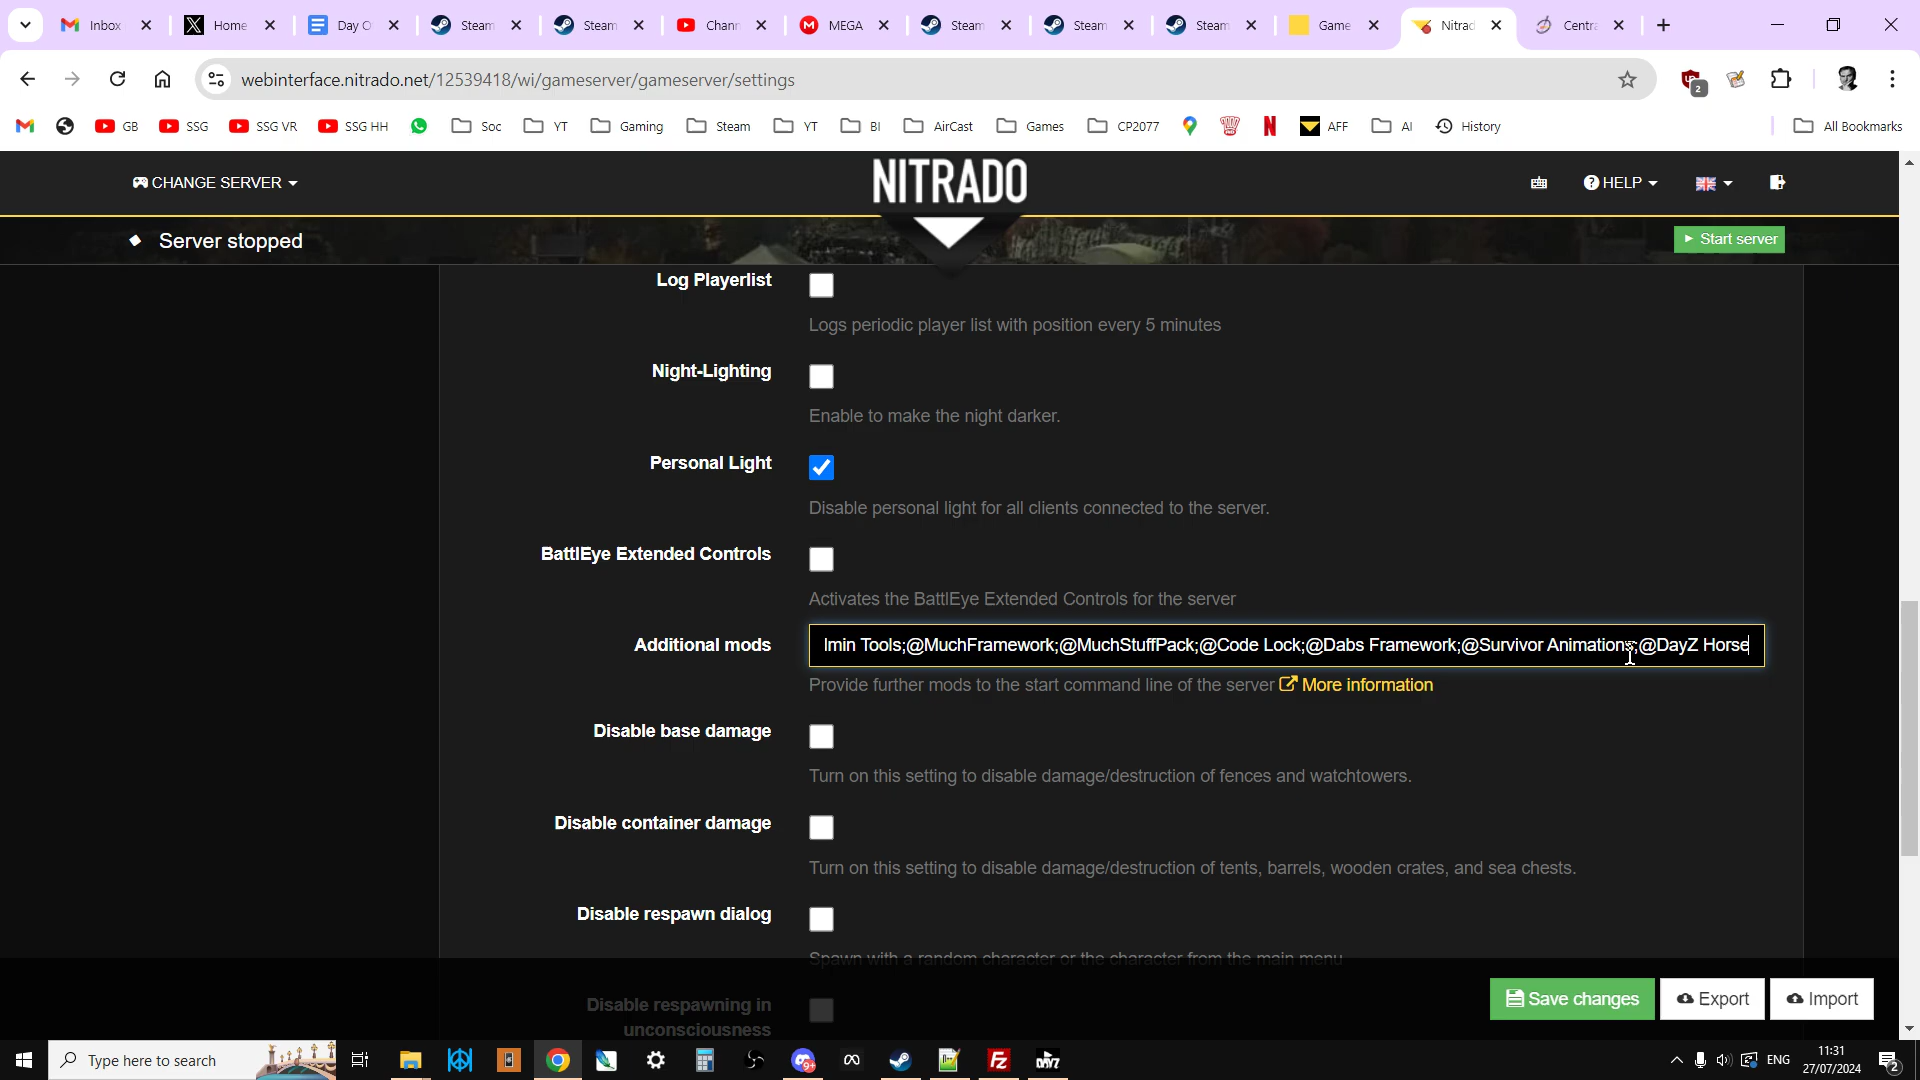 Inbox
Home
Day O
Steam
Steam
Chann
MEGA
Steam
Steam
Steam
Game
Nitrad
Centra
webinterface.nitrado.net/12539418/wi/gameserver/gameserver/settings
2
GB
SSG
SSG VR
SSG HH
Soc
YT
Gaming
Steam
YT
BI
AirCast
Games
CP2077
AFF
AI
History
All Bookmarks
CHANGE SERVER
NITRADO
HELP
Server stopped
Start server
Log Playerlist
Logs periodic player list with position every 5 minutes
Night-Lighting
Enable to make the night darker.
Personal Light
Disable personal light for all clients connected to the server.
BattlEye Extended Controls
Activates the BattlEye Extended Controls for the server
Additional mods
lmin Tools;@MuchFramework;@MuchStuffPack;@Code Lock;@Dabs Framework;@Survivor Animations;@DayZ Horse
Provide further mods to the start command line of the server More information
Disable base damage
Turn on this setting to disable damage/destruction of fences and watchtowers.
Disable container damage
Turn on this setting to disable damage/destruction of tents, barrels, wooden crates, and sea chests.
Disable respawn dialog
Spawn with a random character or the character from the main menu
Disable respawning in
unconsciousness
Save changes
Export
Import
Type here to search
9+
DAYZ
ENG
11:31
27/07/2024
2